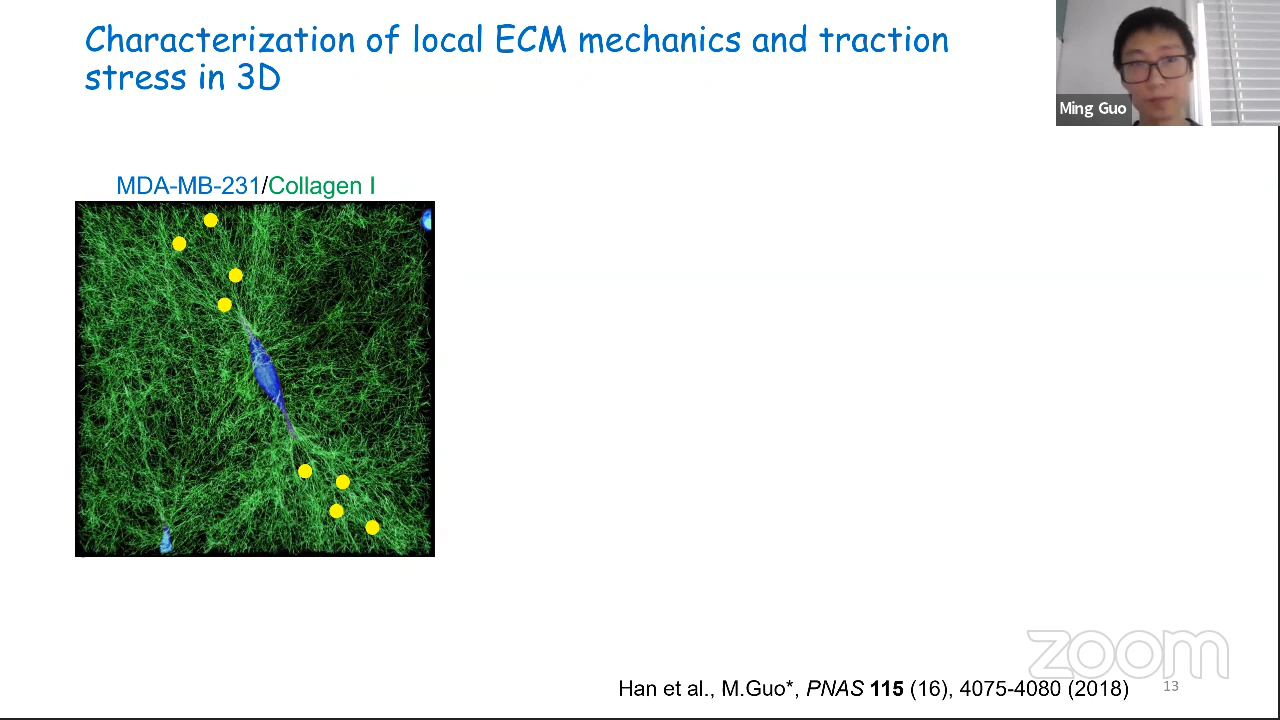 Characterization of local ECM mechanics and traction
stress in 3D
Ming Guo
MDA-MB-231/Collagen I
zoom
Han et al., M.Guo*, PNAS 115 (16), 4075-4080 (2018)
13